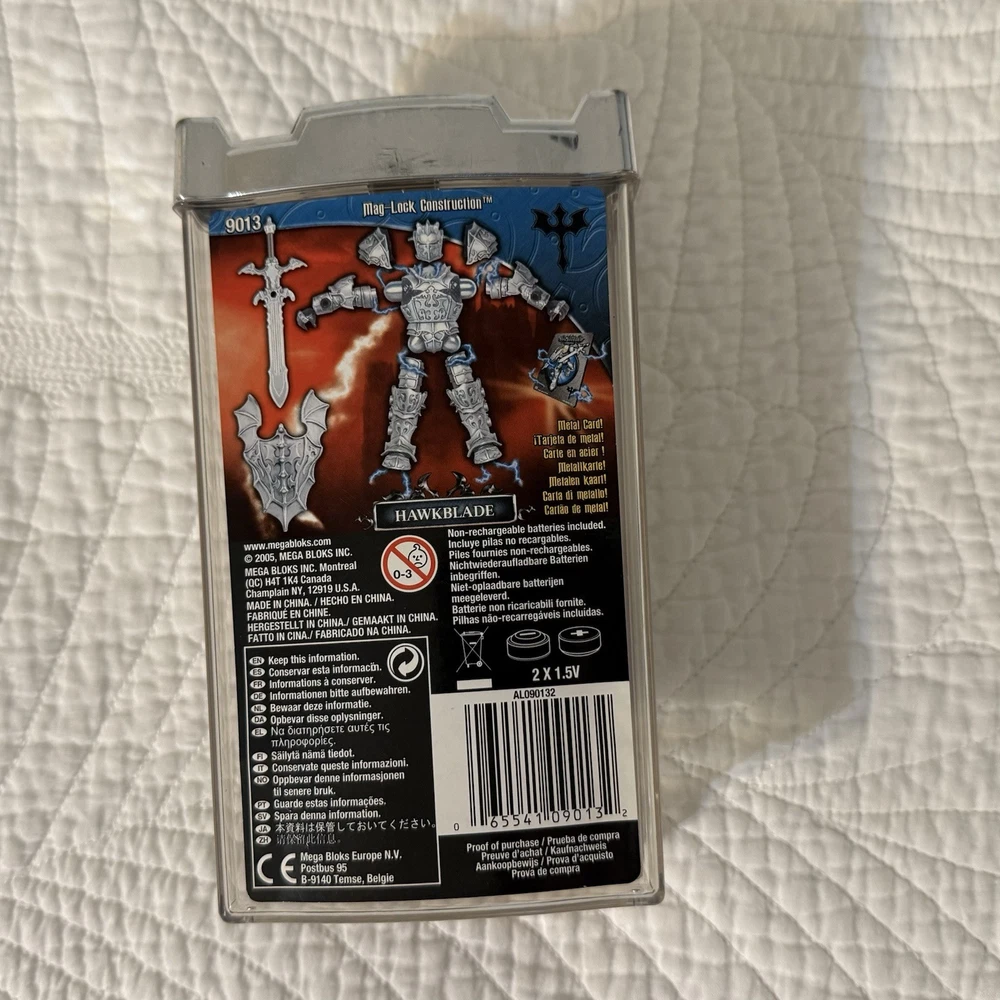 9013
Mag-Lock Construction™
Metal Card!
¡Tarjeta de metal!
Carte en acier !
Metallkarte!
Metalen kaart!
Carta di metallo!
Cartão de metal!
HAWKBLADE
www.megabloks.com
© 2005, MEGA BLOKS INC.
MEGA BLOKS INC. Montreal
(QC) H4T 1K4 Canada
Champlain NY, 12919 U.S.A.
MADE IN CHINA. / HECHO EN CHINA.
FABRIQUÉ EN CHINE.
HERGESTELLT IN CHINA./ GEMAAKT IN CHINA.
FATTO IN CINA./ FABRICADO NA CHINA.
0-3
Non-rechargeable batteries included.
Incluye pilas no recargables.
Piles fournies non-rechargeables.
Nichtwiederaufladbare Batterien
inbegriffen.
Niet-oplaadbare batterijen
meegeleverd.
Batterie non ricaricabili fornite.
Pilhas não-recarregáveis incluidas.
2 X 1.5V
EN Keep this information.
ES Conservar esta informacín.
FR Informations à conserver.
DE Informationen bitte aufbewahren.
NL Bewaar deze informatie.
DA Opbevar disse oplysninger.
EL Να διατηρήσετε αυτές τις
πληροφορίες.
FI Säilytä nämä tiedot.
IT Conservate queste informazioni.
NO Oppbevar denne informasjonen
til senere bruk.
PT Guarde estas informações.
SV Spara denna information.
JA 本資料は保管しておいてください。
ZH 请保留此信息。
CE
Mega Bloks Europe N.V.
Postbus 95
B-9140 Temse, Belgie
AL090132
0 65541 09013 2
Proof of purchase / Prueba de compra
Preuve d'achat / Kaufnachweis
Aankoopbewijs / Prova d'acquisto
Prova de compra